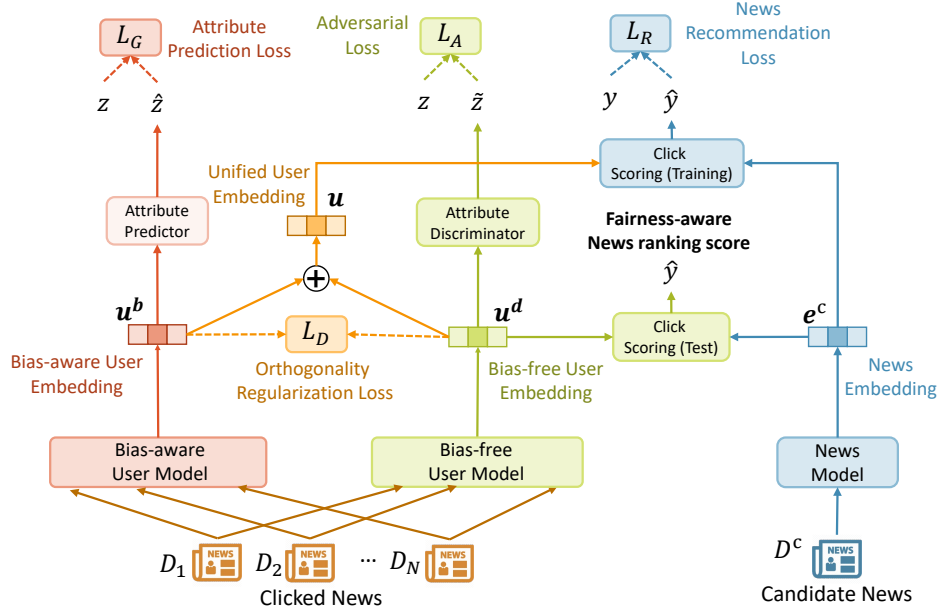 L_G
Attribute
Prediction Loss
z
ẑ
Adversarial
Loss
L_A
z
z̃
L_R
News
Recommendation
Loss
y
ŷ
Unified User
Embedding
u
Click
Scoring (Training)
Attribute
Predictor
Attribute
Discriminator
Fairness-aware
News ranking score
ŷ
+
u^b
Bias-aware User
Embedding
L_D
Orthogonality
Regularization Loss
u^d
Bias-free User
Embedding
Click
Scoring (Test)
e^c
News
Embedding
Bias-aware
User Model
Bias-free
User Model
News
Model
D_1
NEWS
D_2
NEWS
···
D_N
NEWS
Clicked News
D^c
NEWS
Candidate News